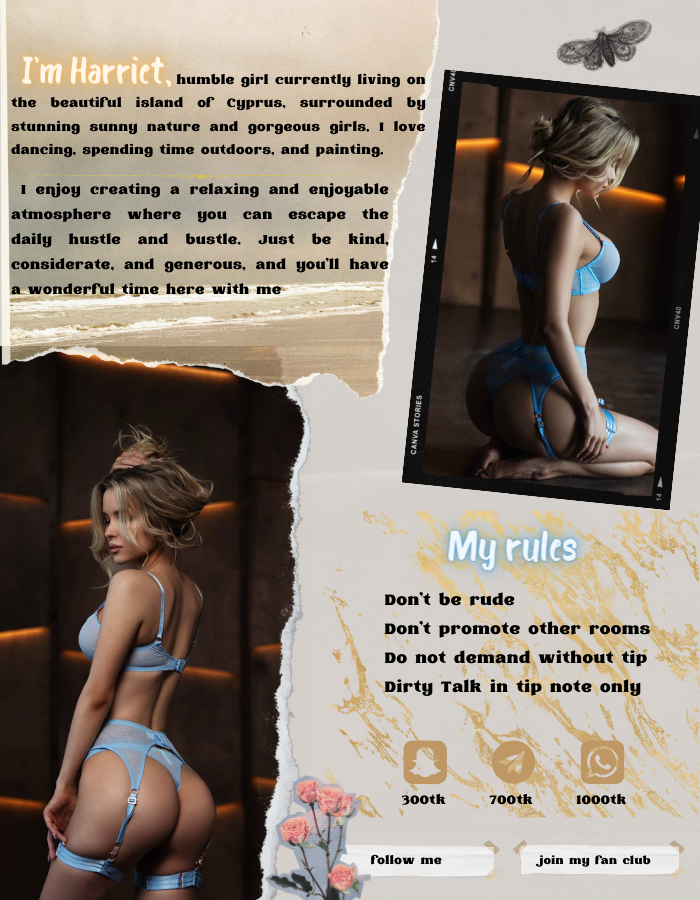 I'm Harriet, humble girl currently living on
the beautiful island of Cyprus, surrounded by
stunning sunny nature and gorgeous girls. I love
dancing, spending time outdoors, and painting.
I enjoy creating a relaxing and enjoyable
atmosphere where you can escape the
daily hustle and bustle. Just be kind,
considerate, and generous, and you'll have
a wonderful time here with me
CNV40
14
CNV40
CANVA STORIES
14
My rules
Don't be rude
Don't promote other rooms
Do not demand without tip
Dirty Talk in tip note only
300tk 700tk 1000tk
follow me join my fan club